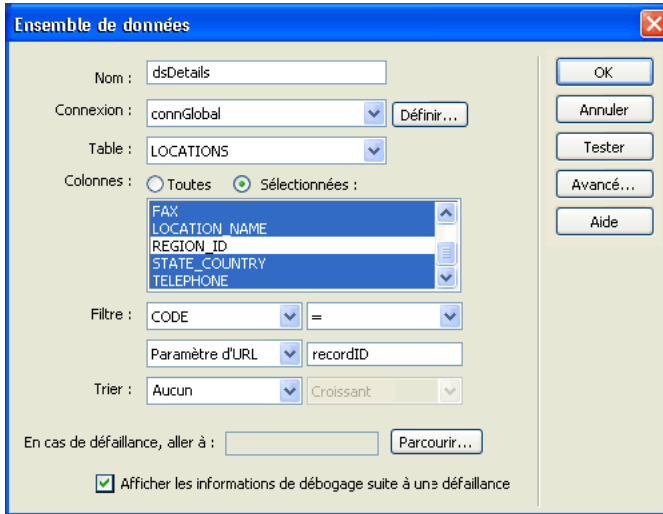 Ensemble de données
Nom : dsDetails
OK
Connexion : connGlobal Définir...
Annuler
Table : LOCATIONS
Tester
Colonnes : Toutes Sélectionnées :
Avancé...
FAX
Aide
LOCATION_NAME
REGION_ID
STATE_COUNTRY
TELEPHONE
Filtre : CODE =
Paramètre d'URL recordID
Trier : Aucun Croissant
En cas de défaillance, aller à : Parcourir...
Afficher les informations de débogage suite à une défaillance